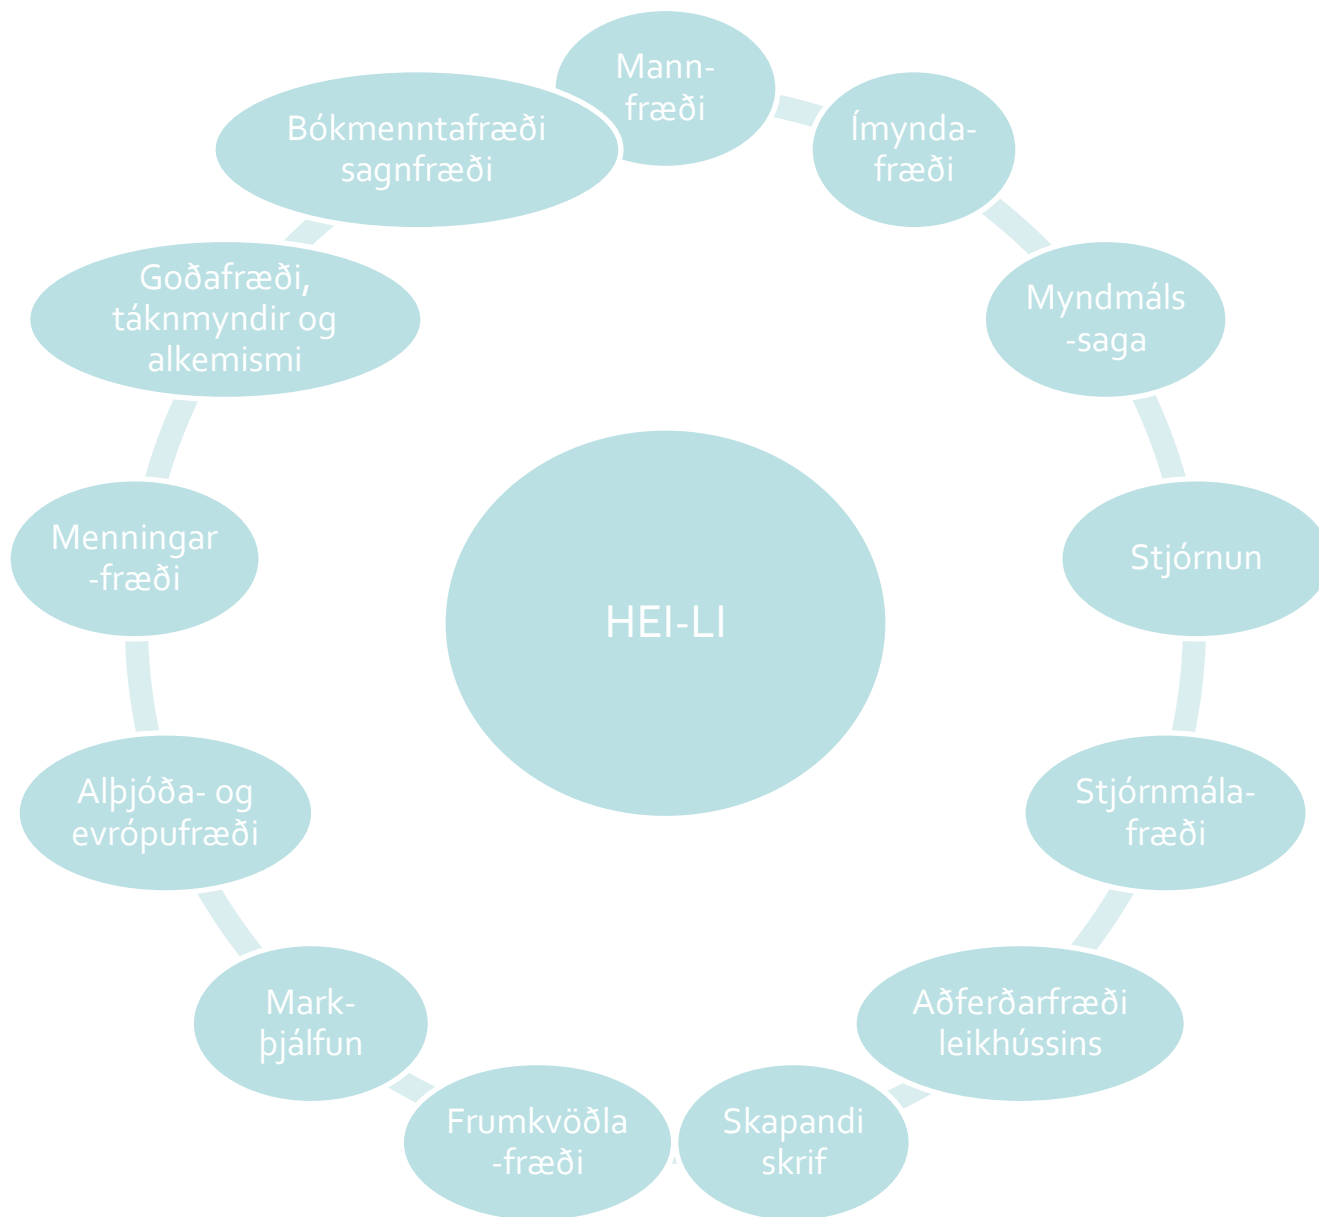 Mann-
fræði
Ímynda-
fræði
Myndmáls
-saga
Stjórnun
Stjórnmála-
fræði
Aðferðarfræði
leikhússins
Skapandi
skrif
Frumkvöðla
-fræði
Mark-
þjálfun
Alþjóða- og
evrópufræði
Menningar
-fræði
Goðafræði,
táknmyndir og
alkemismi
Bókmenntafræði
sagnfræði
HEI-LI